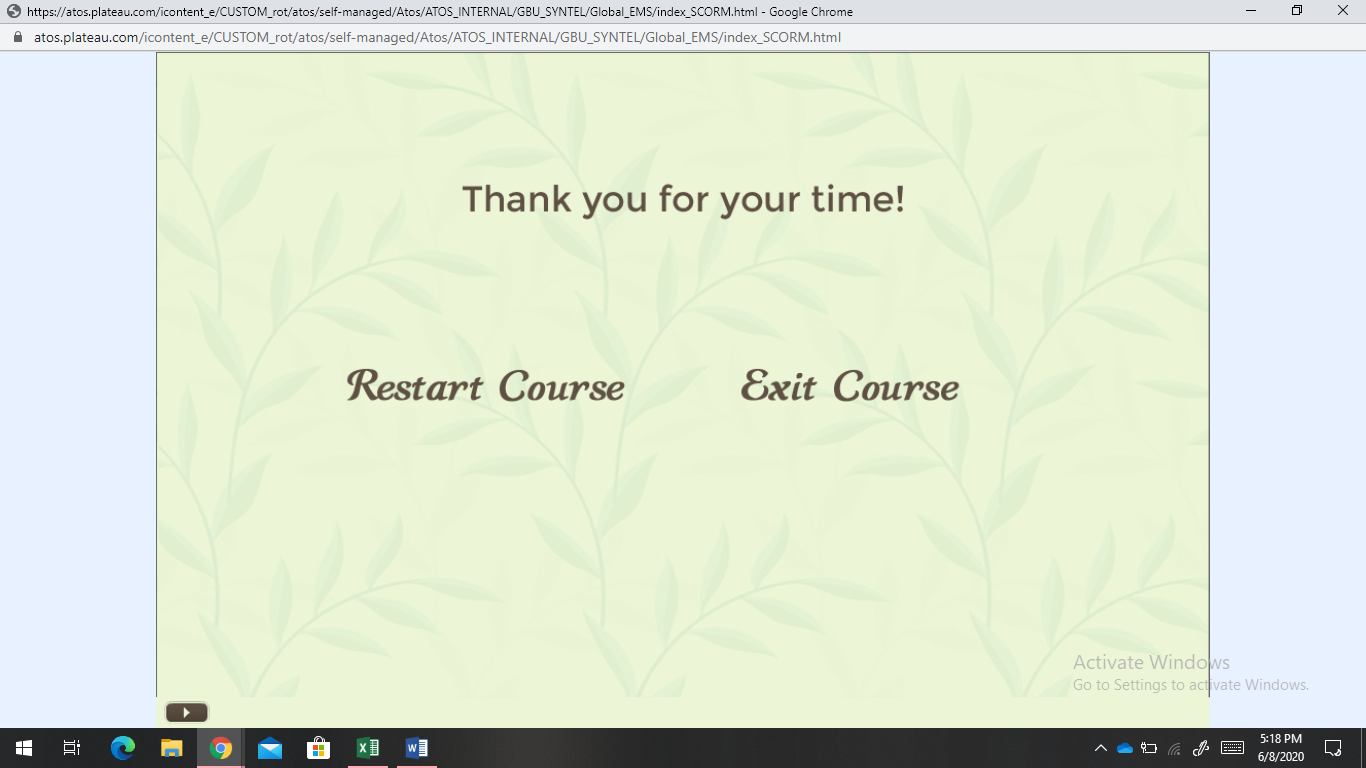 https://atos.plateau.com/icontent_e/CUSTOM_rot/atos/self-managed/Atos/ATOS_INTERNAL/GBU_SYNTEL/Global_EMS/index_SCORM.html - Google Chrome
atos.plateau.com/icontent_e/CUSTOM_rot/atos/self-managed/Atos/ATOS_INTERNAL/GBU_SYNTEL/Global_EMS/index_SCORM.html
Thank you for your time!
Restart Course Exit Course
Activate Windows
Go to Settings to activate Windows.
5:18 PM
6/8/2020